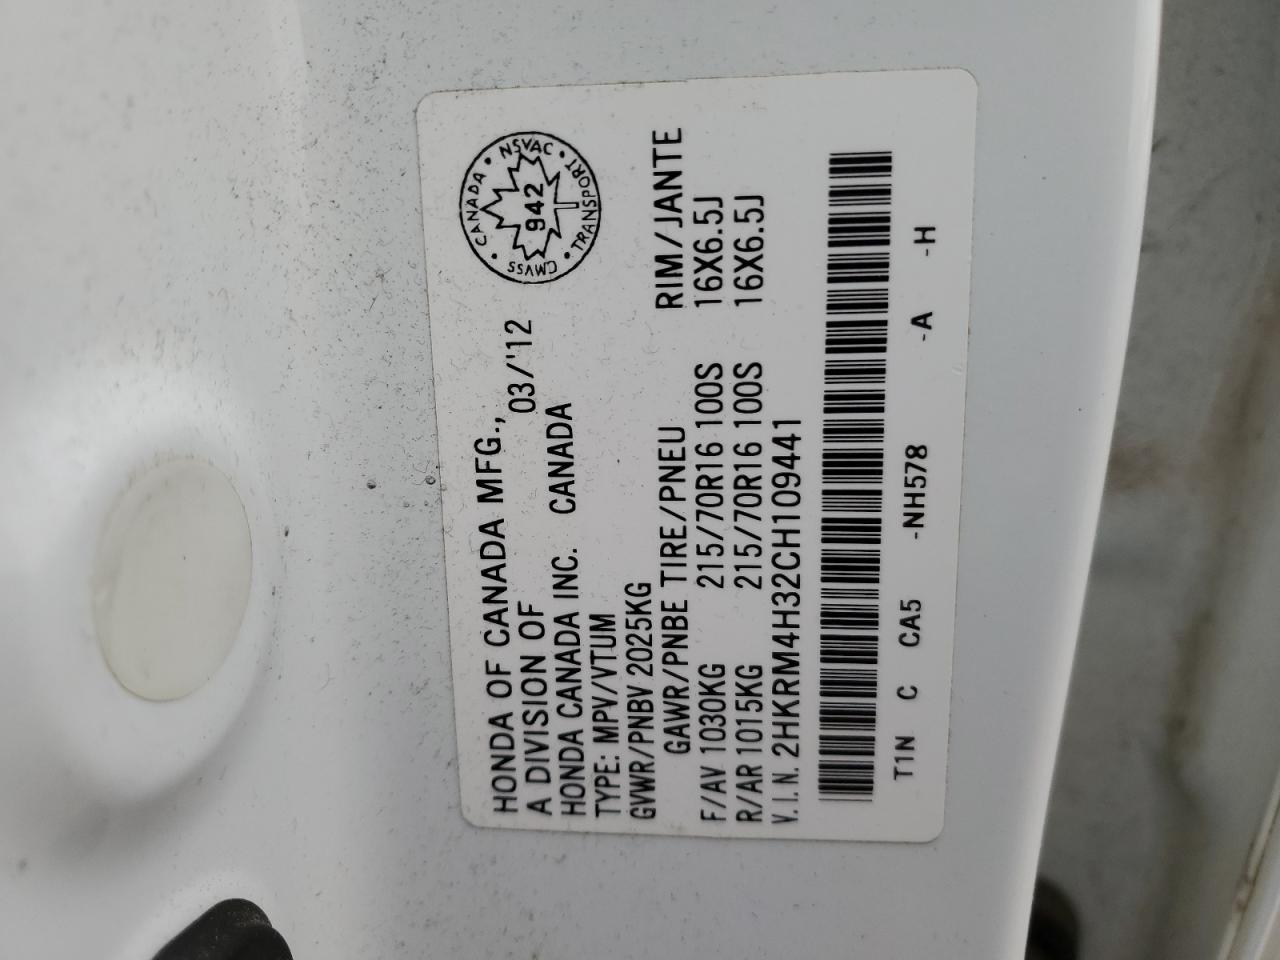 HONDA OF CANADA MFG.,
A DIVISION OF 03/'12
HONDA CANADA INC. CANADA
TYPE: MPV/VTUM
GVWR/PNBV 2025KG
GAWR/PNBE TIRE/PNEU RIM/JANTE
F/AV 1030KG 215/70R16 100S 16X6.5J
R/AR 1015KG 215/70R16 100S 16X6.5J
V.I.N. 2HKRM4H32CH109441
T1N C CA5 -NH578 -A -H
CANADA • NSVAC • TRANSPORT • CMVSS •
942